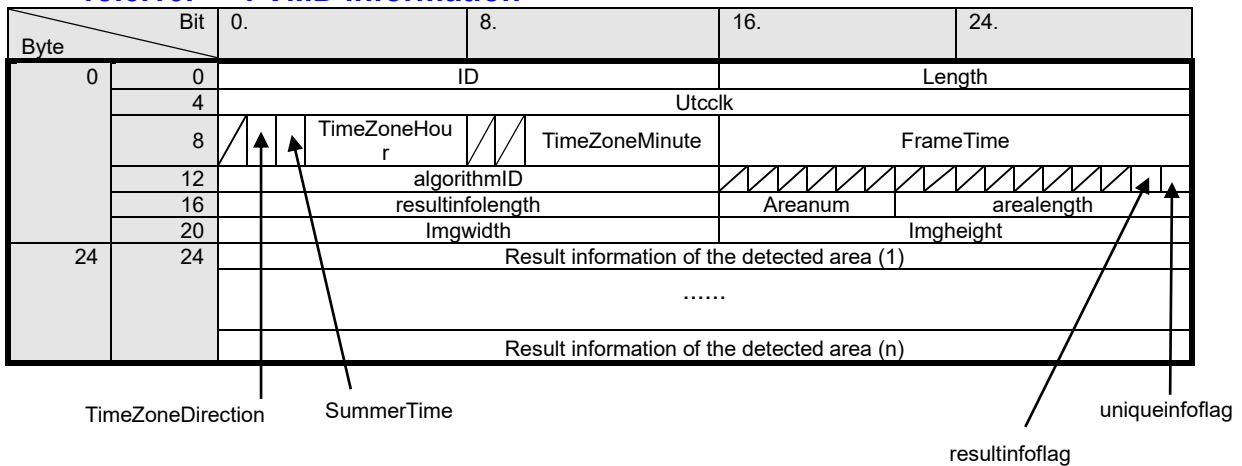 Bit 0. 8. 16. 24.
Byte
0 0 ID Length
4 Utcclk
8 TimeZoneHou
r TimeZoneMinute FrameTime
12 algorithmID
16 resultinfolength Areanum arealength
20 Imgwidth Imgheight
24 24 Result information of the detected area (1)
......
Result information of the detected area (n)
TimeZoneDirection SummerTime uniqueinfoflag
resultinfoflag